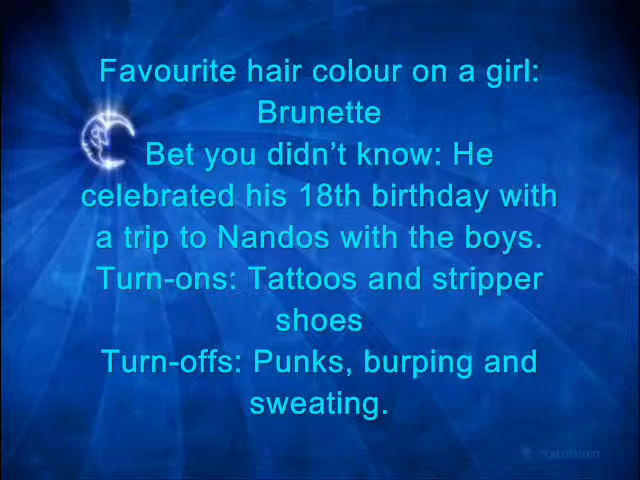 Favourite hair colour on a girl:
Brunette
Bet you didn’t know: He
celebrated his 18th birthday with
a trip to Nandos with the boys.
Turn-ons: Tattoos and stripper
shoes
Turn-offs: Punks, burping and
sweating.